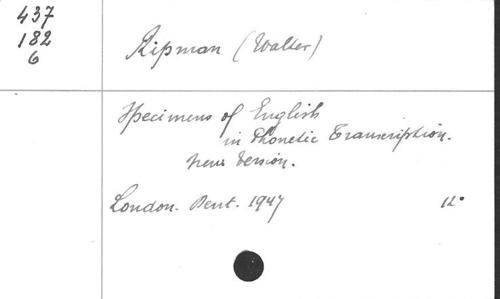 437
182
6
Ripman (Walter)
Specimens of English
in Phonetic Transcription.
New Version.
London. Dent. 1947 12°